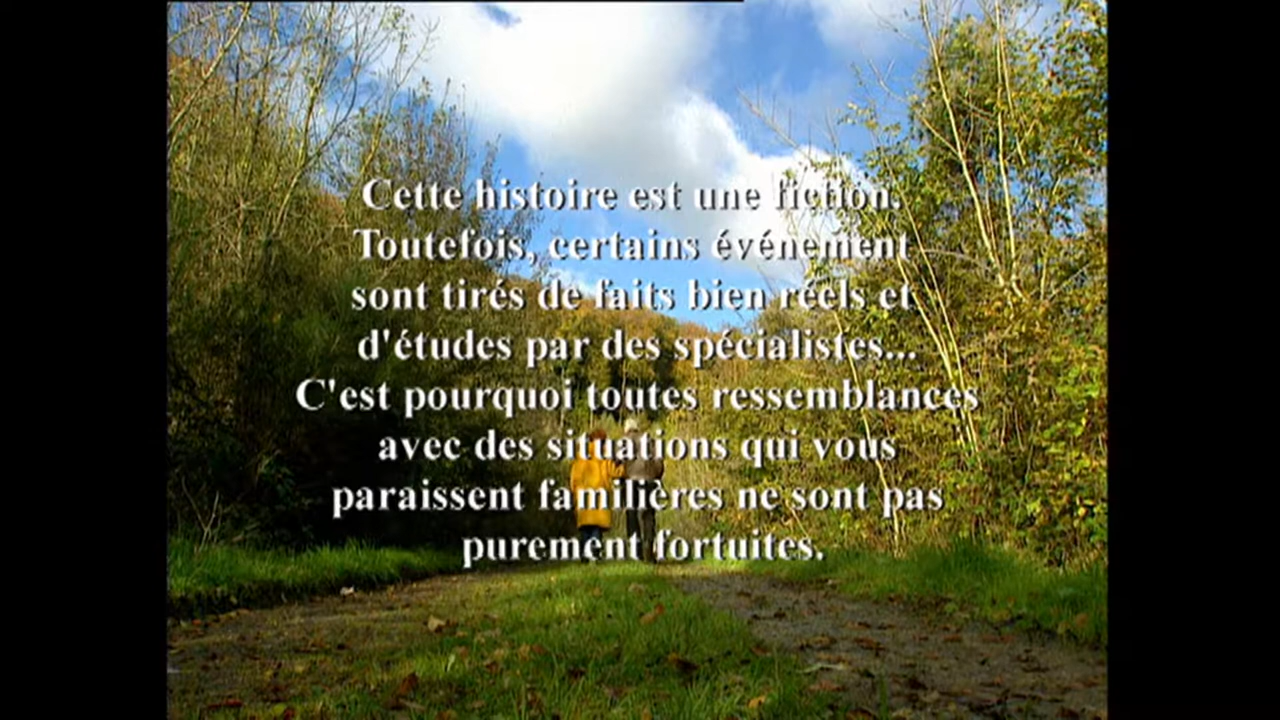 Cette histoire est une fiction.
Toutefois, certains événement
sont tirés de faits bien réels et
d'études par des spécialistes...
C'est pourquoi toutes ressemblances
avec des situations qui vous
paraissent familières ne sont pas
purement fortuites.